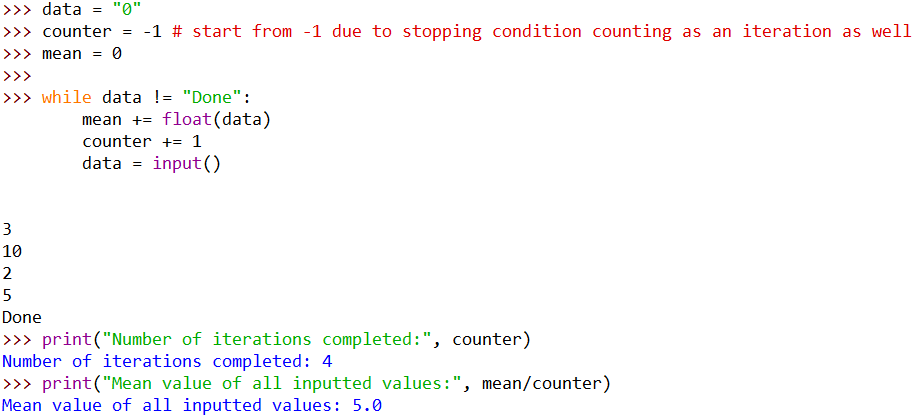 >>> data = "0"
>>> counter = -1 # start from -1 due to stopping condition counting as an iteration as well
>>> mean = 0
>>>
>>> while data != "Done":
        mean += float(data)
        counter += 1
        data = input()
3
10
2
5
Done
>>> print("Number of iterations completed:", counter)
Number of iterations completed: 4
>>> print("Mean value of all inputted values:", mean/counter)
Mean value of all inputted values: 5.0